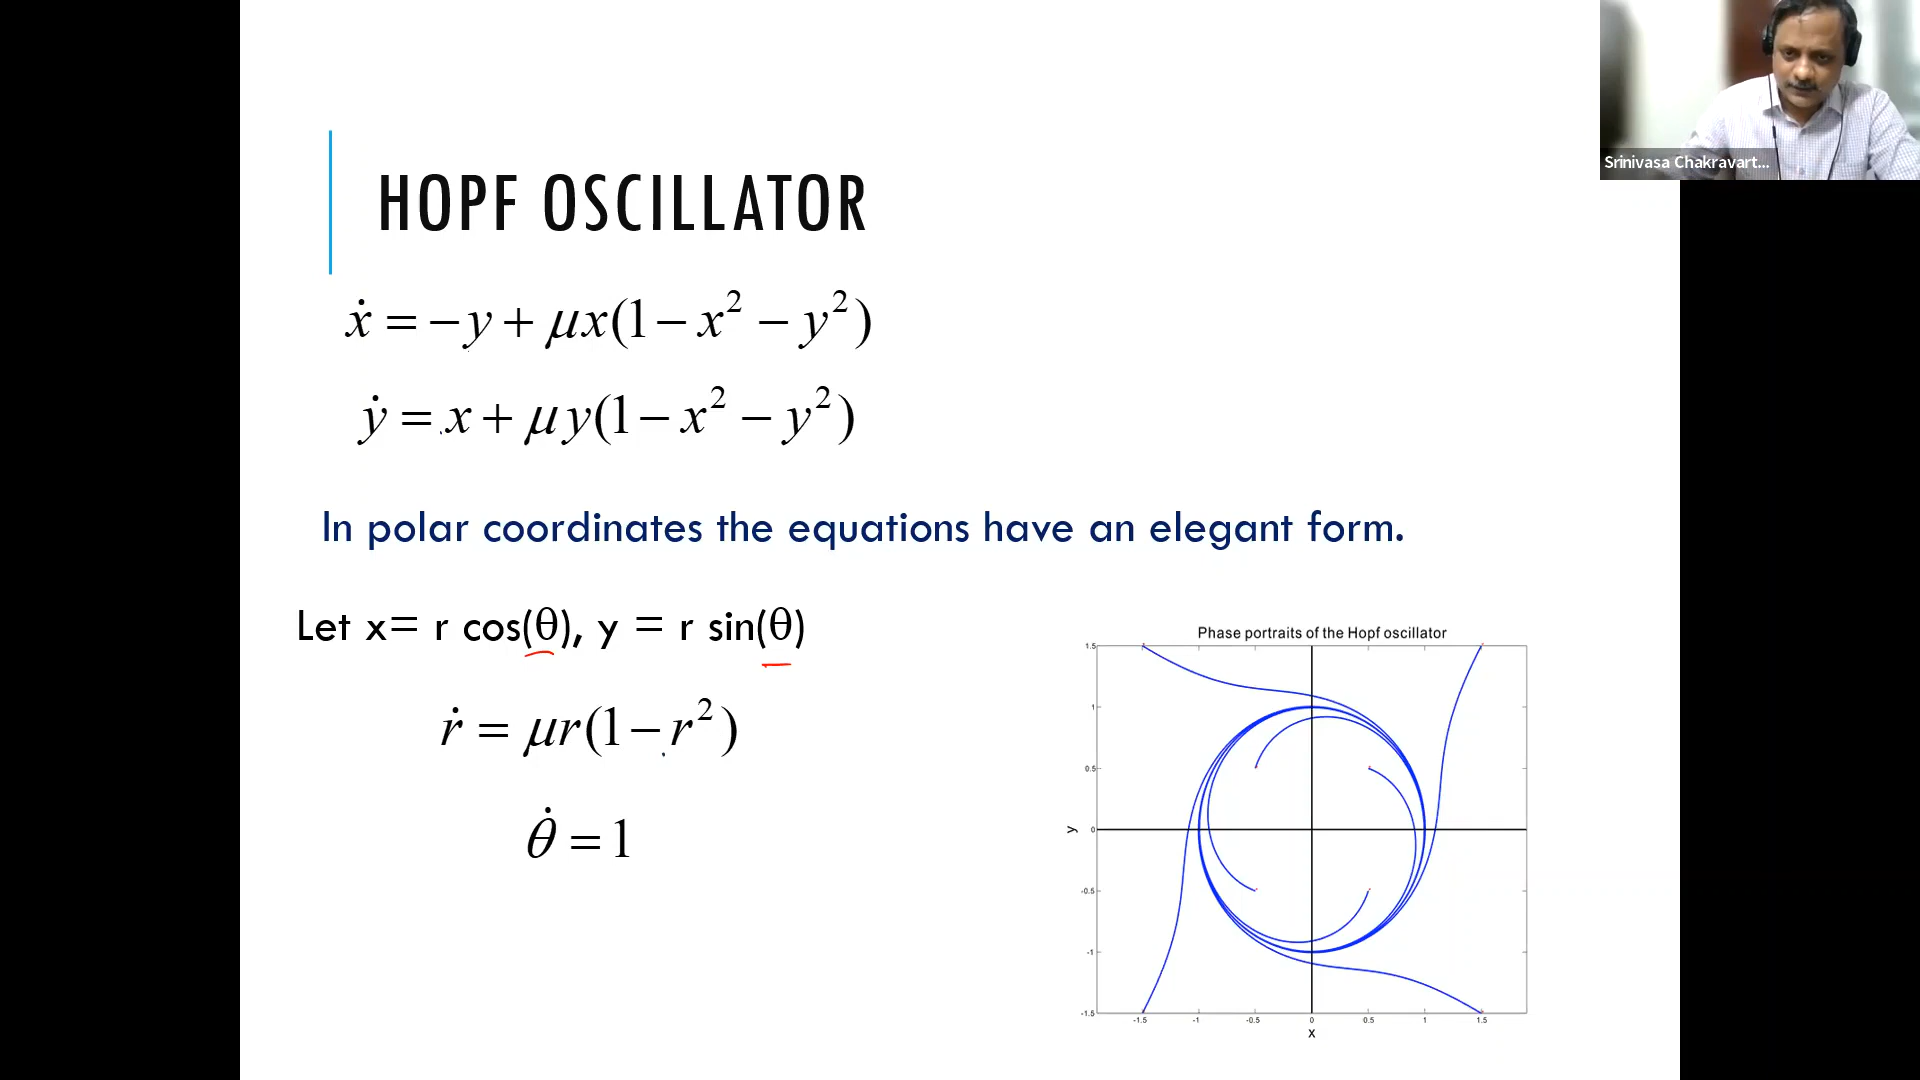 Srinivasa Chakravart...
HOPF OSCILLATOR
ẋ = −y + μx(1 − x² − y²)
ẏ = x + μy(1 − x² − y²)
In polar coordinates the equations have an elegant form.
Let x= r cos(θ), y = r sin(θ)
ṙ = μr(1 − r²)
θ̇ = 1
Phase portraits of the Hopf oscillator
1.5
1
0.5
0
-0.5
-1
-1.5
y
-1.5 -1 -0.5 0 0.5 1 1.5
x